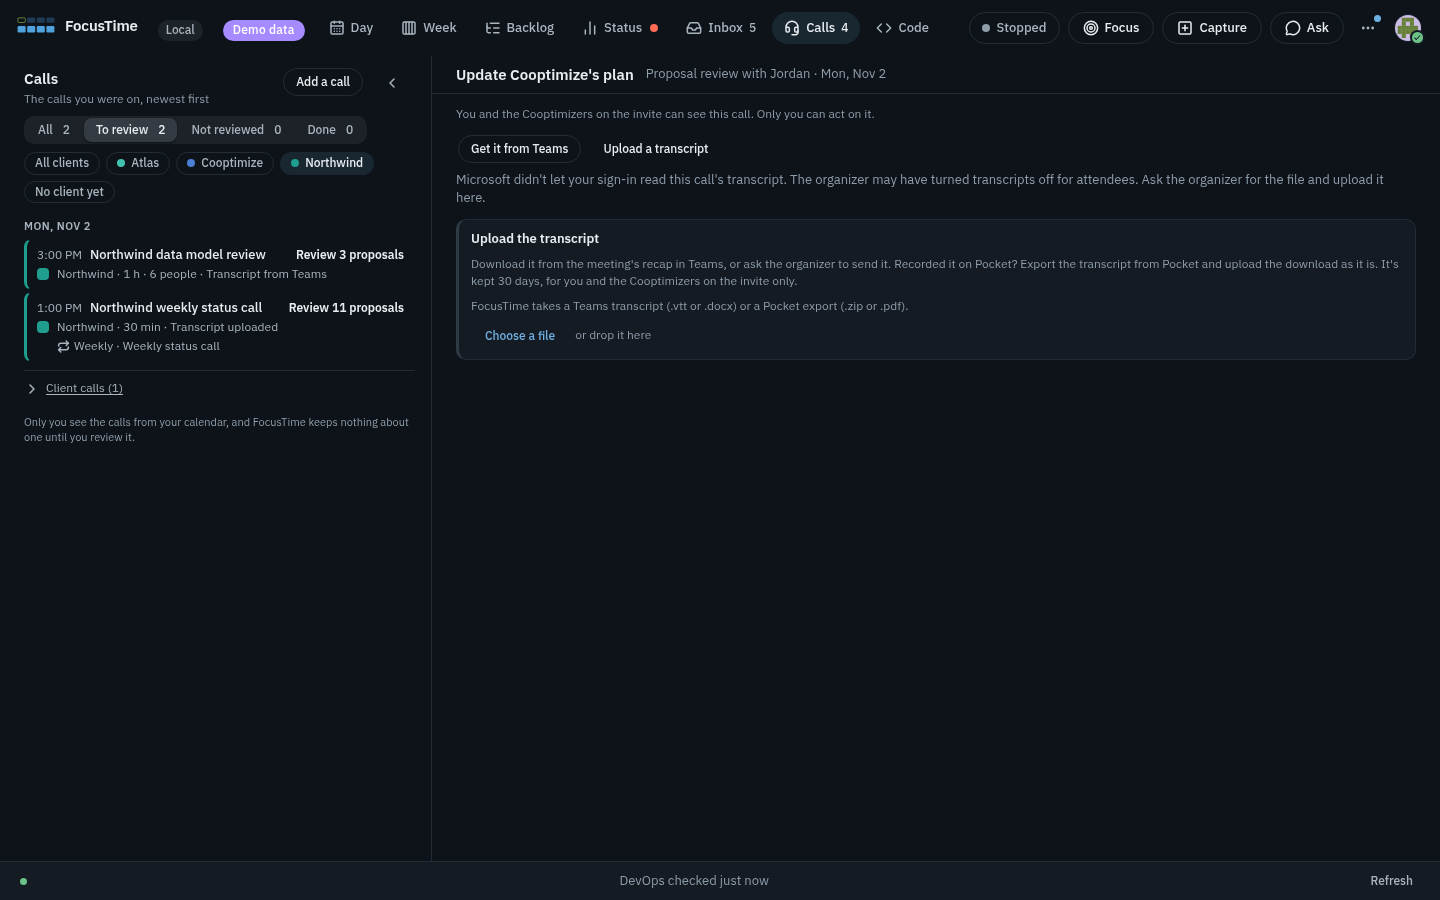 FocusTime
Local
Demo data
Day
Week
Backlog
Status
Inbox 5
Calls 4
Code
Stopped
Focus
Capture
Ask
Calls
The calls you were on, newest first
Add a call
All 2
To review 2
Not reviewed 0
Done 0
All clients
Atlas
Cooptimize
Northwind
No client yet
MON, NOV 2
3:00 PM Northwind data model review Review 3 proposals
Northwind · 1 h · 6 people · Transcript from Teams
1:00 PM Northwind weekly status call Review 11 proposals
Northwind · 30 min · Transcript uploaded
Weekly · Weekly status call
Client calls (1)
Only you see the calls from your calendar, and FocusTime keeps nothing about
one until you review it.
Update Cooptimize's plan Proposal review with Jordan · Mon, Nov 2
You and the Cooptimizers on the invite can see this call. Only you can act on it.
Get it from Teams
Upload a transcript
Microsoft didn't let your sign-in read this call's transcript. The organizer may have turned transcripts off for attendees. Ask the organizer for the file and upload it
here.
Upload the transcript
Download it from the meeting's recap in Teams, or ask the organizer to send it. Recorded it on Pocket? Export the transcript from Pocket and upload the download as it is. It's
kept 30 days, for you and the Cooptimizers on the invite only.
FocusTime takes a Teams transcript (.vtt or .docx) or a Pocket export (.zip or .pdf).
Choose a file or drop it here
DevOps checked just now
Refresh